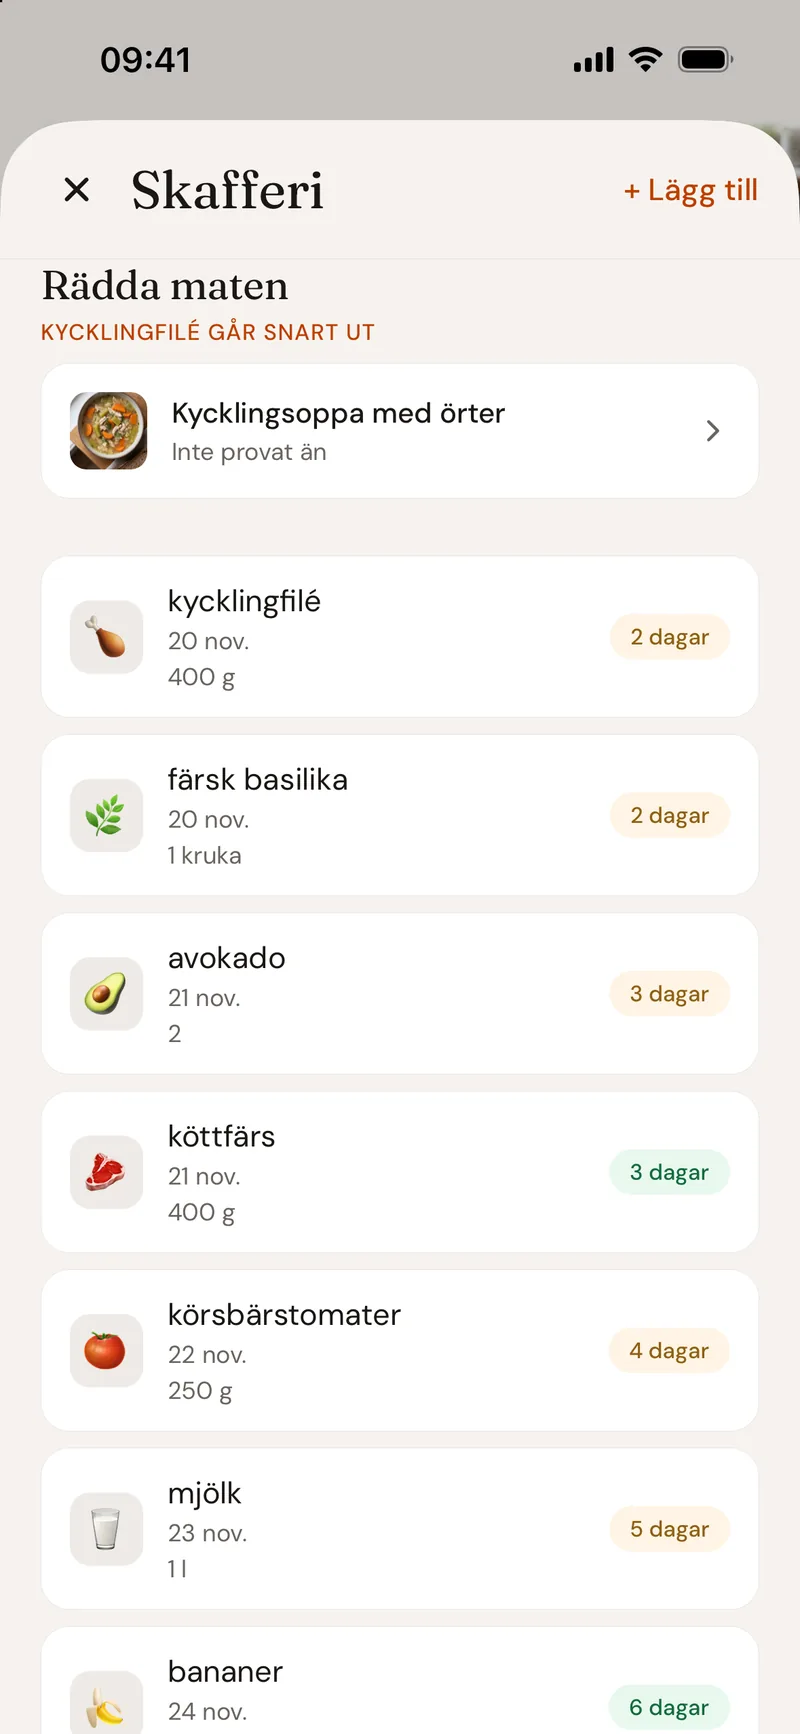 09:41
Skafferi
+ Lägg till
Rädda maten
KYCKLINGFILÉ GÅR SNART UT
Kycklingsoppa med örter
Inte provat än
kycklingfilé
20 nov.
400 g
2 dagar
färsk basilika
20 nov.
1 kruka
2 dagar
avokado
21 nov.
2
3 dagar
köttfärs
21 nov.
400 g
3 dagar
körsbärstomater
22 nov.
250 g
4 dagar
mjölk
23 nov.
1 l
5 dagar
bananer
24 nov.
6 dagar